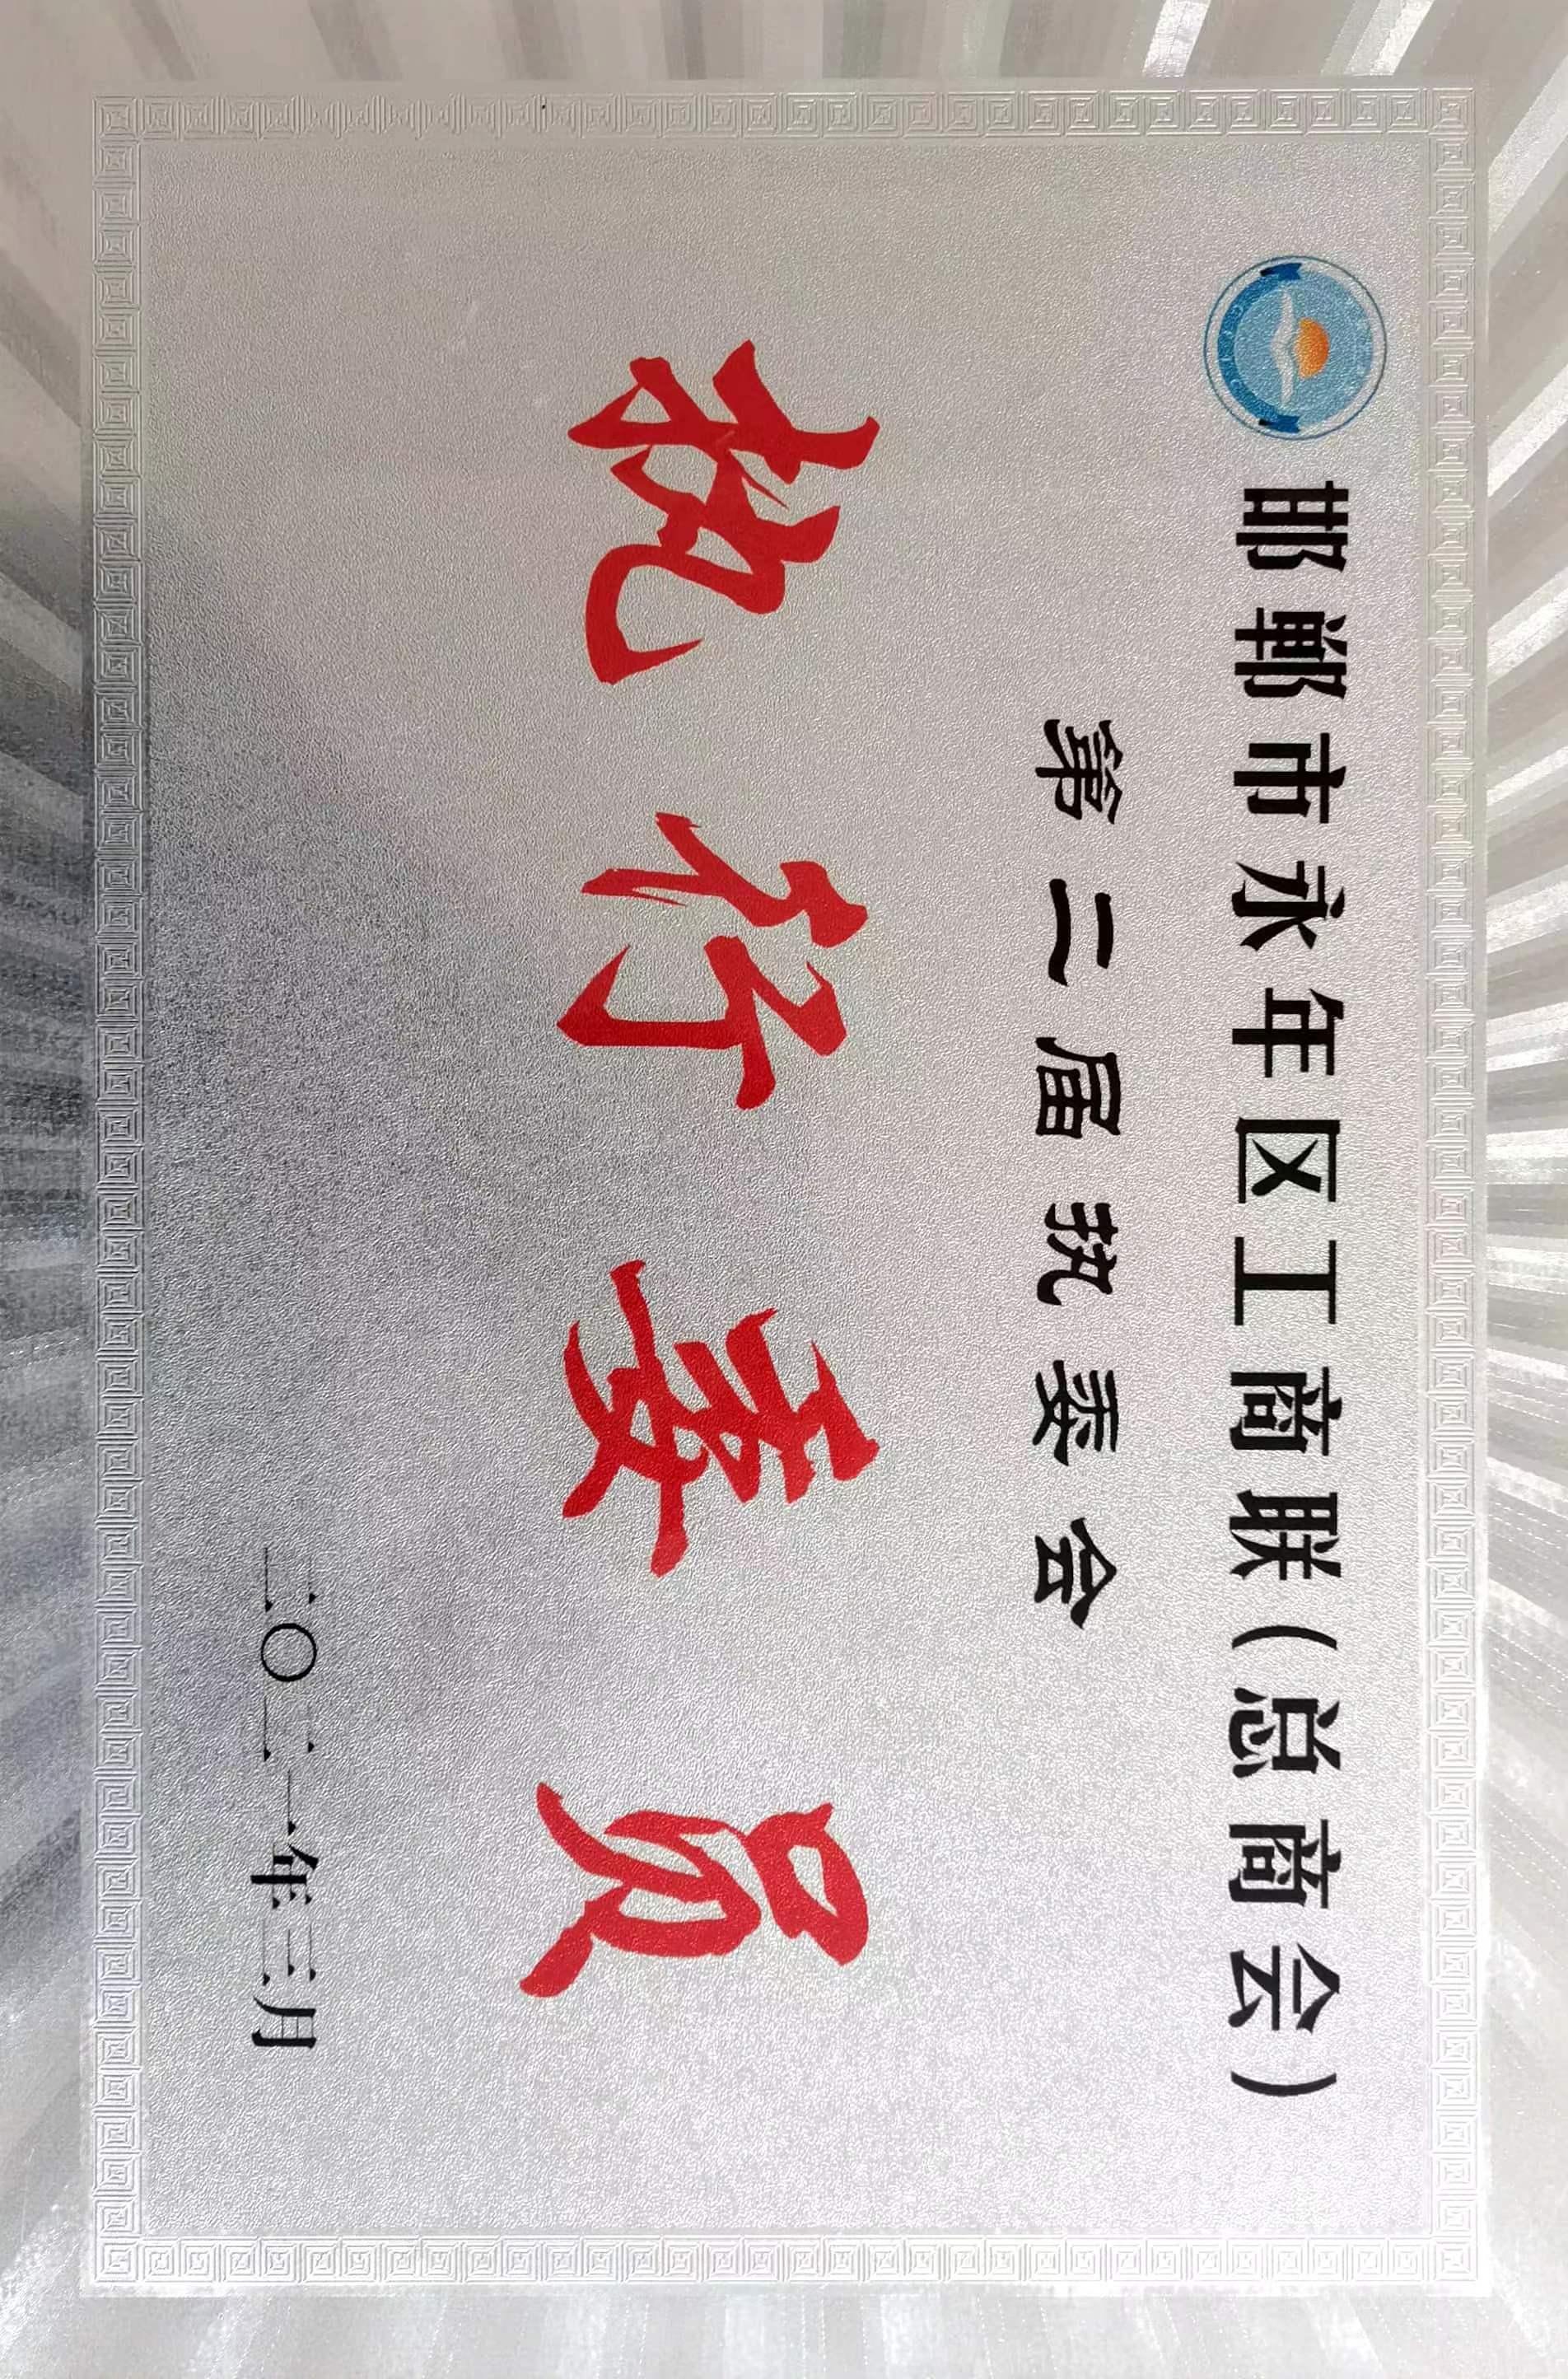 邯郸市永年区工商联(总商会)
第二届执委会
执行委员
二〇二一年三月